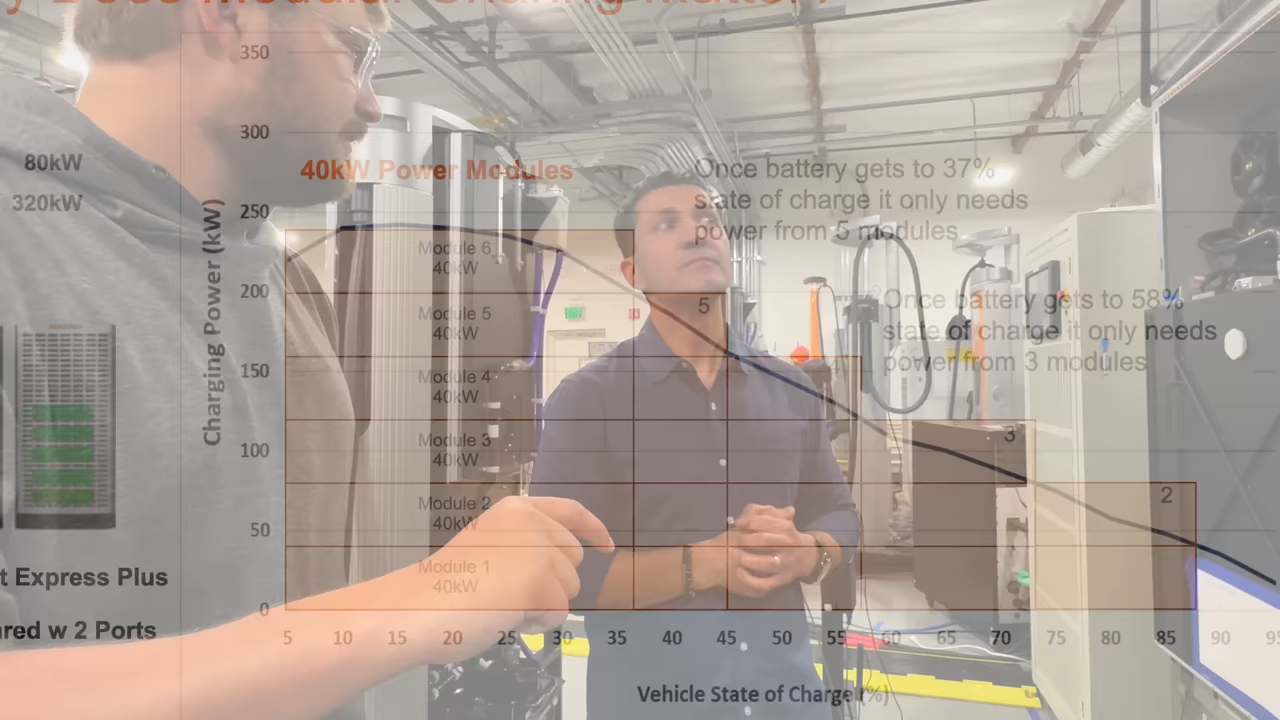 y Does Modular Sharing Matter?
80kW
320kW
t Express Plus
ared w 2 Ports
Charging Power (kW)
350
300
250
200
150
100
50
0
40kW Power Modules
Module 6
40kW
Module 5
40kW
Module 4
40kW
Module 3
40kW
Module 2
40kW
Module 1
40kW
Once battery gets to 37%
state of charge it only needs
power from 5 modules
5
Once battery gets to 58%
state of charge it only needs
power from 3 modules
3
2
5 10 15 20 25 30 35 40 45 50 55 60 65 70 75 80 85 90 95
Vehicle State of Charge (%)